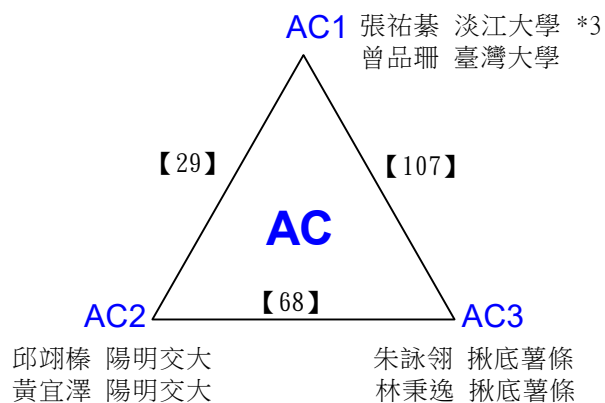 AC1 張祐綦 淡江大學 *3
曾品珊 臺灣大學
【29】
【107】
AC
【68】
AC2
AC3
邱翊榛 陽明交大
朱詠翎 揪底薯條
黃宜澤 陽明交大
林秉逸 揪底薯條